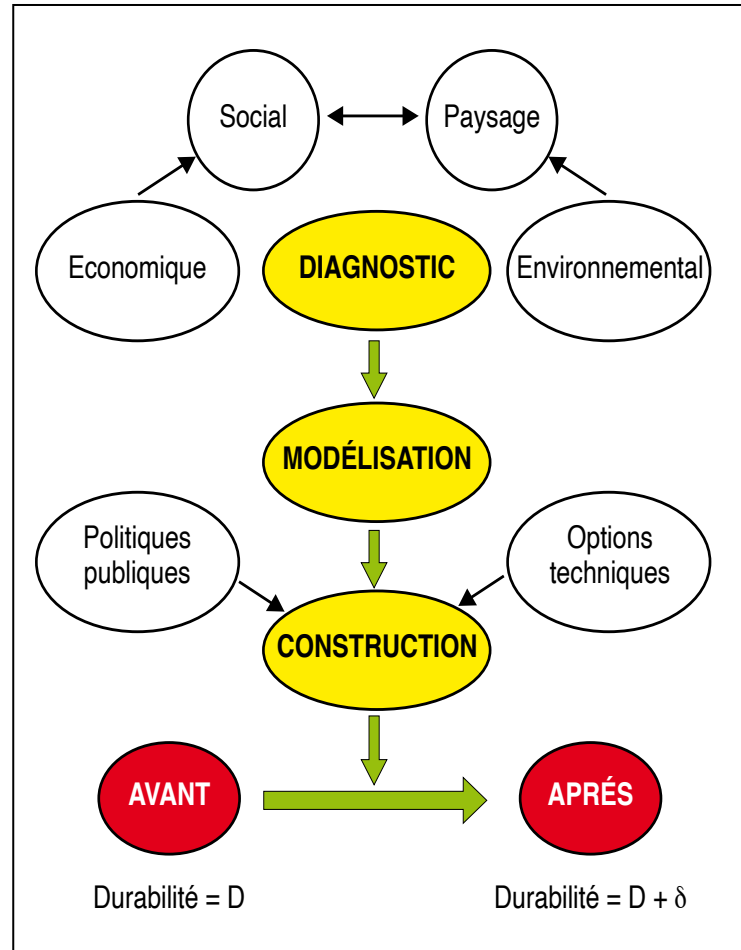 Social
Paysage
Economique
DIAGNOSTIC
Environnemental
MODÉLISATION
Politiques
publiques
Options
techniques
CONSTRUCTION
AVANT
APRÉS
Durabilité = D
Durabilité = D + δ